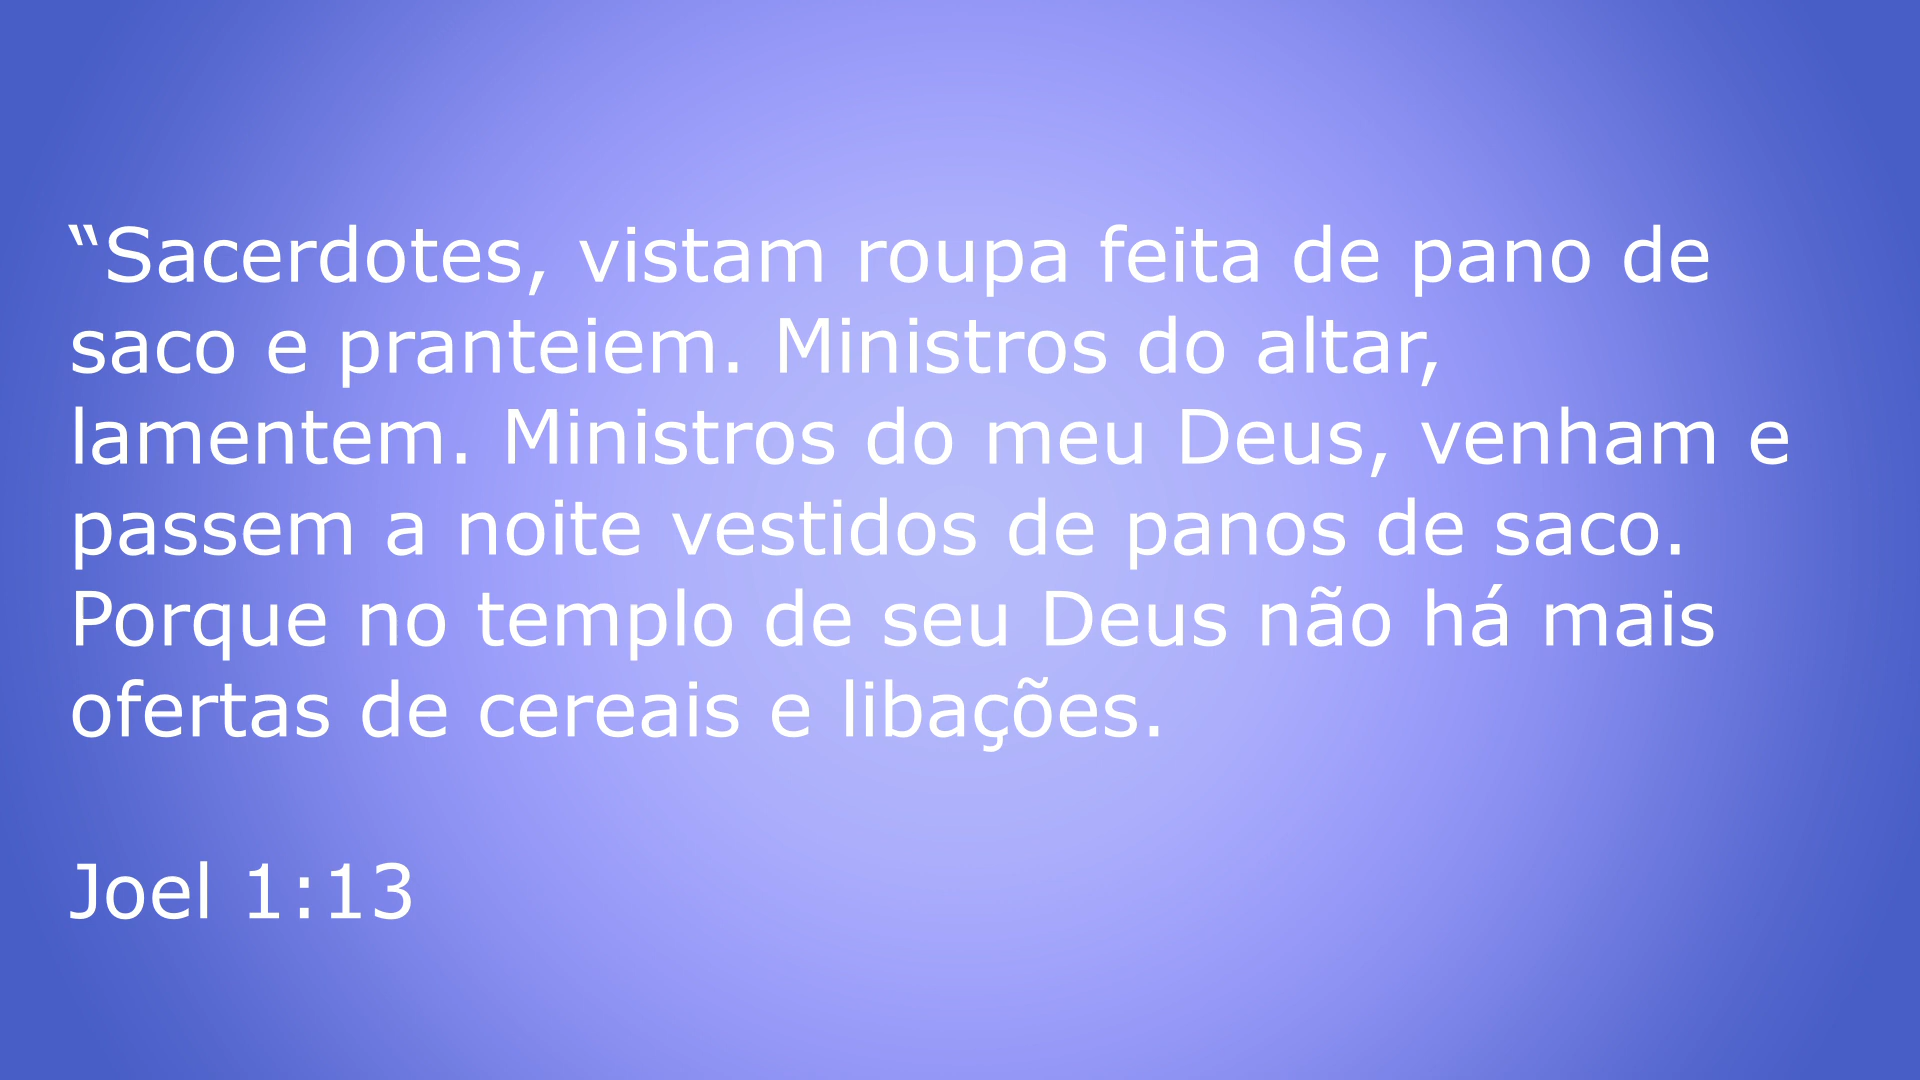 “Sacerdotes, vistam roupa feita de pano de
saco e pranteiem. Ministros do altar,
lamentem. Ministros do meu Deus, venham e
passem a noite vestidos de panos de saco.
Porque no templo de seu Deus não há mais
ofertas de cereais e libações.
Joel 1:13